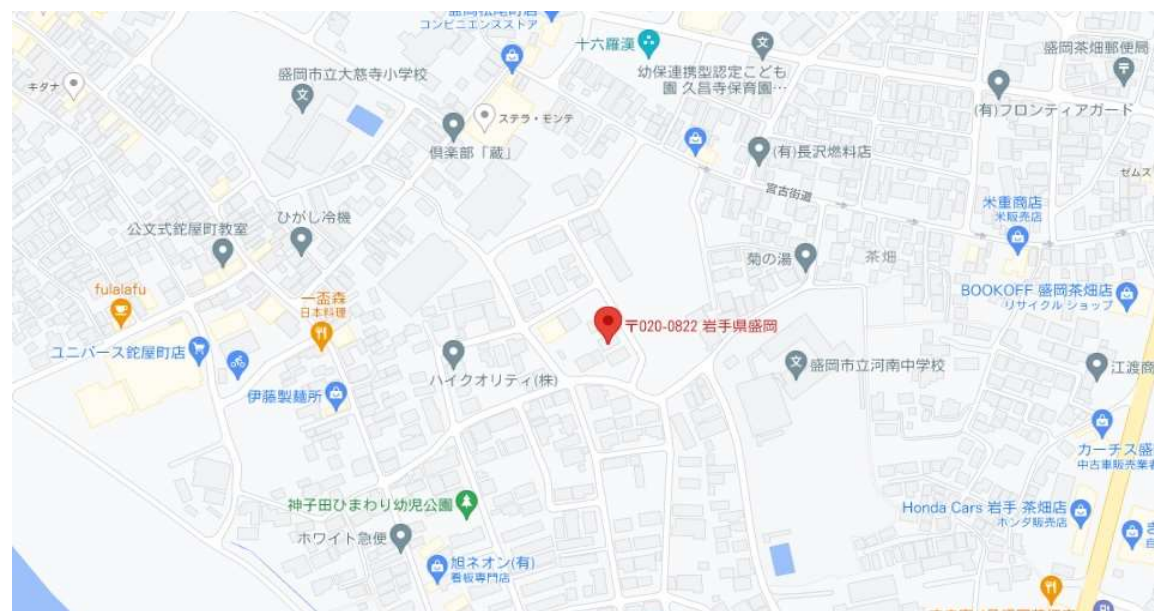 盛岡松尾町店
コンビニエンスストア
十六羅漢
盛岡茶畑郵便局
盛岡市立大慈寺小学校
幼保連携型認定こども
園 久昌寺保育園…
キダナ
(有)フロンティアガード
ステラ・モンテ
倶楽部「蔵」
(有)長沢燃料店
ゼムス
宮古街道
米重商店
米販売店
ひがし冷機
公文式鉈屋町教室
菊の湯
茶畑
fulalafu
一盃森
日本料理
BOOKOFF 盛岡茶畑店
リサイクル ショップ
〒020-0822 岩手県盛岡
ユニバース鉈屋町店
ハイクオリティ(株)
盛岡市立河南中学校
江渡商
伊藤製麺所
カーチス盛
中古車販売業者
神子田ひまわり幼児公園
Honda Cars 岩手 茶畑店
ホンダ販売店
ホワイト急便
旭ネオン(有)
看板専門店